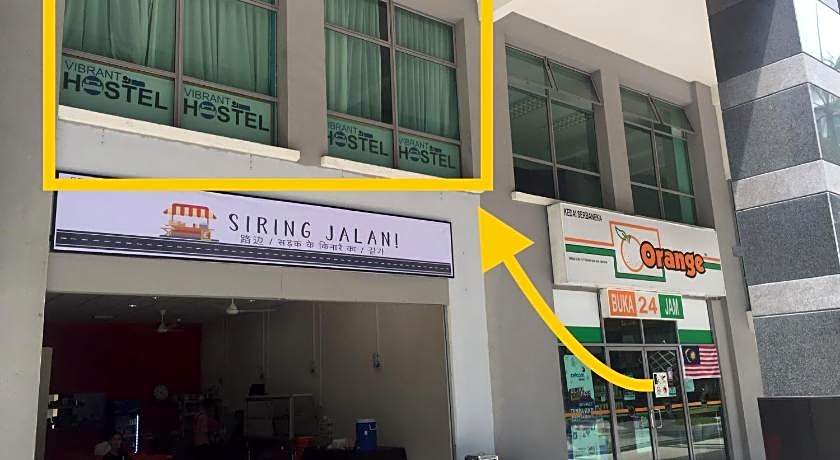 VIBRANT
HOSTEL
VIBRANT
HOSTEL
VIBRANT
HOSTEL
VIBRANT
HOSTEL
SIRING JALAN!
路边 / सड़क के किनारे का / 길가
KEDAI SERBANEKA
Orange
BUKA 24 JAM